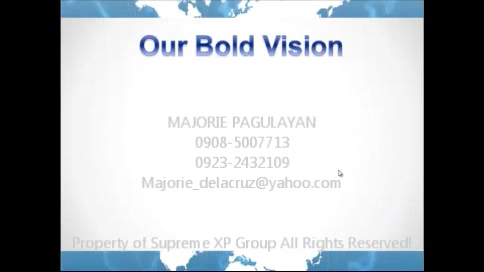 Our Bold Vision
MAJORIE PAGULAYAN
0908-5007713
0923-2432109
Majorie_delacruz@yahoo.com
Property of Supreme XP Group All Rights Reserved!